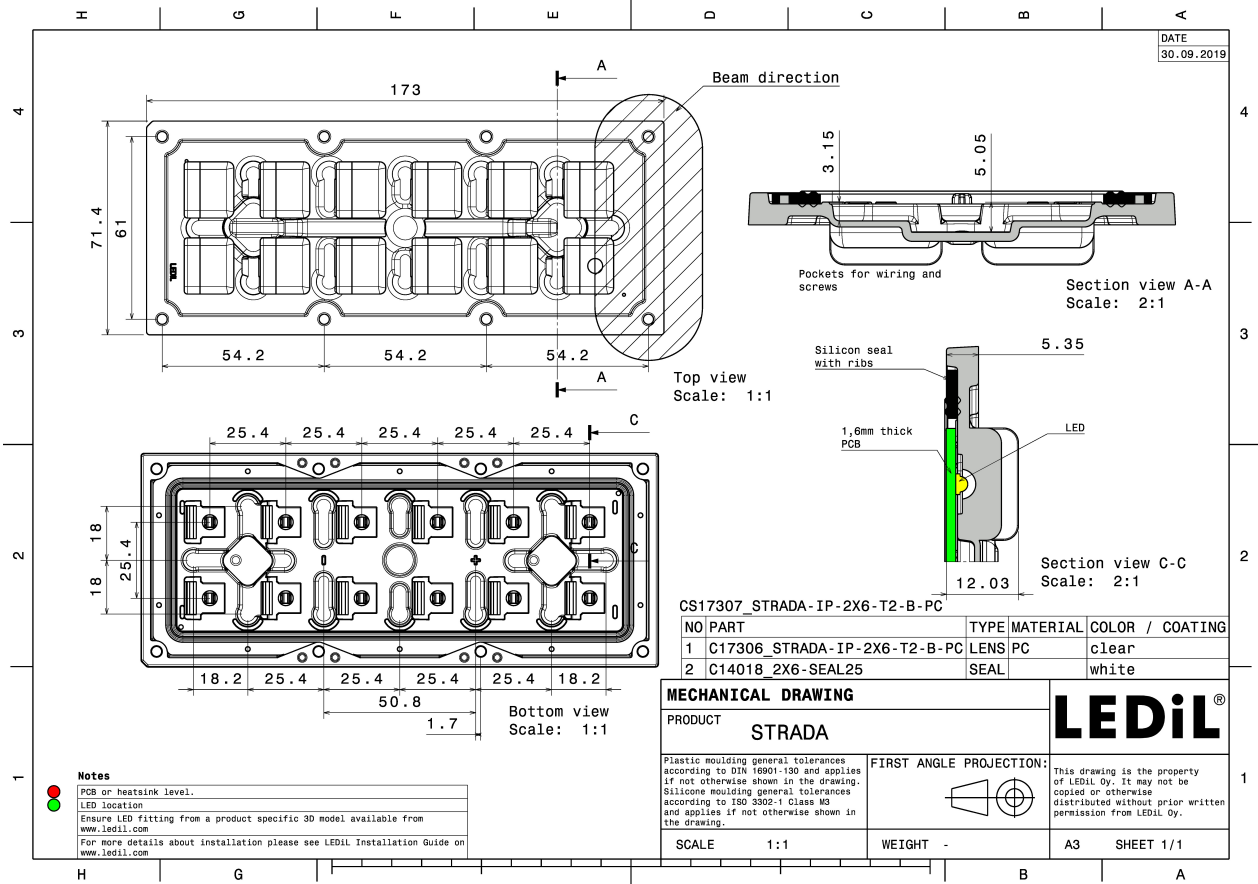 H G F E D C B A
DATE
30.09.2019
A
Beam direction
173
4
4
3.15
5.05
71.4
61
LEDiL
Pockets for wiring and
screws
Section view A-A
Scale: 2:1
3
3
54.2 54.2 54.2
A
Top view
Scale: 1:1
Silicon seal
with ribs
5.35
1,6mm thick
PCB
LED
C
25.4 25.4 25.4 25.4 25.4
18
25.4
18
C
2
2
Section view C-C
Scale: 2:1
12.03
18.2 25.4 25.4 25.4 25.4 18.2
50.8
1.7
Bottom view
Scale: 1:1
CS17307_STRADA-IP-2X6-T2-B-PC
NO PART TYPE MATERIAL COLOR / COATING
1 C17306_STRADA-IP-2X6-T2-B-PC LENS PC clear
2 C14018_2X6-SEAL25 SEAL white
MECHANICAL DRAWING
PRODUCT
STRADA
LEDiL®
Plastic moulding general tolerances
according to DIN 16901-130 and applies
if not otherwise shown in the drawing.
Silicone moulding general tolerances
according to ISO 3302-1 Class M3
and applies if not otherwise shown in
the drawing.
FIRST ANGLE PROJECTION:
This drawing is the property
of LEDiL Oy. It may not be
copied or otherwise
distributed without prior written
permission from LEDiL Oy.
SCALE 1:1 WEIGHT - A3 SHEET 1/1
1
1
Notes
PCB or heatsink level.
LED location
Ensure LED fitting from a product specific 3D model available from
www.ledil.com
For more details about installation please see LEDiL Installation Guide on
www.ledil.com
H G B A